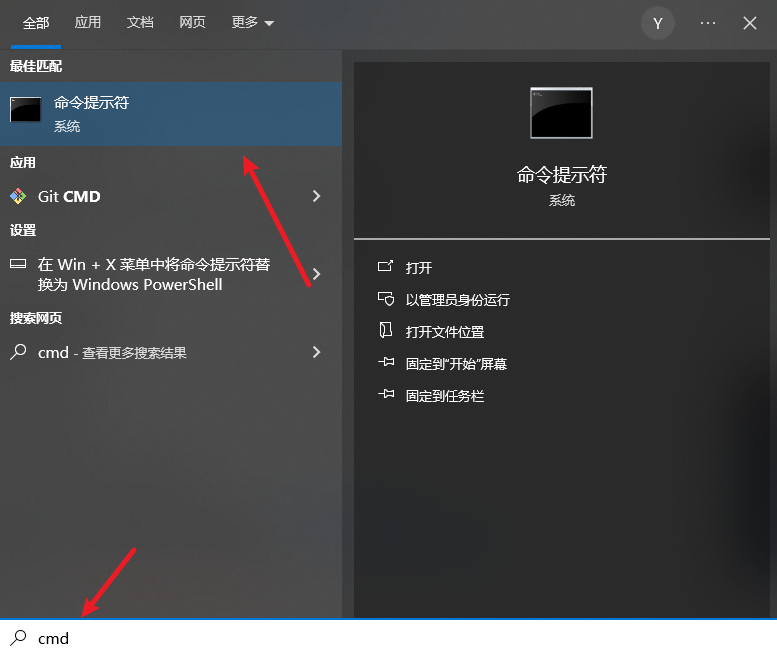 全部 应用 文档 网页 更多 Y
最佳匹配
命令提示符
系统
应用
Git CMD
设置
在 Win + X 菜单中将命令提示符替
换为 Windows PowerShell
搜索网页
cmd - 查看更多搜索结果
命令提示符
系统
打开
以管理员身份运行
打开文件位置
固定到"开始"屏幕
固定到任务栏
cmd